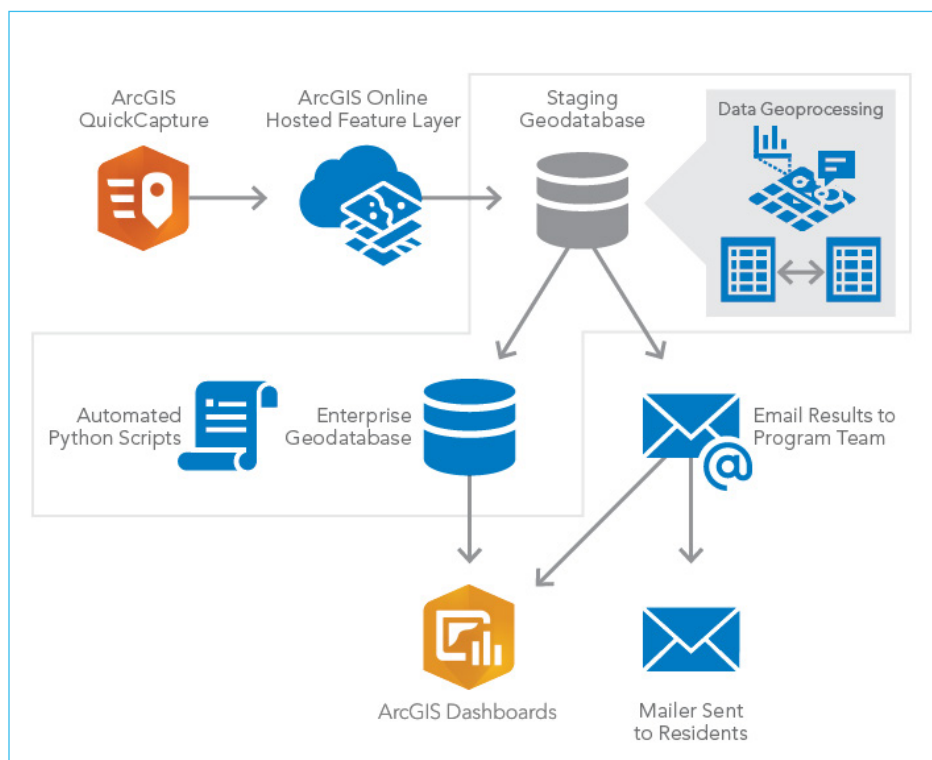 ArcGIS
QuickCapture
ArcGIS Online
Hosted Feature Layer
Staging
Geodatabase
Data Geoprocessing
Automated
Python Scripts
Enterprise
Geodatabase
Email Results to
Program Team
@
ArcGIS Dashboards
Mailer Sent
to Residents